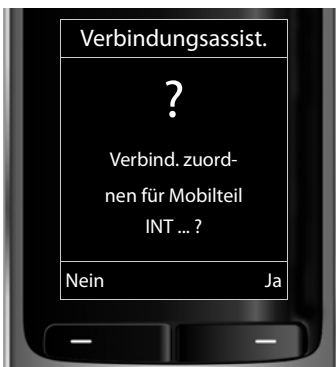 Verbindungsassist.
?
Verbind. zuord-
nen für Mobilteil
INT ... ?
Nein Ja